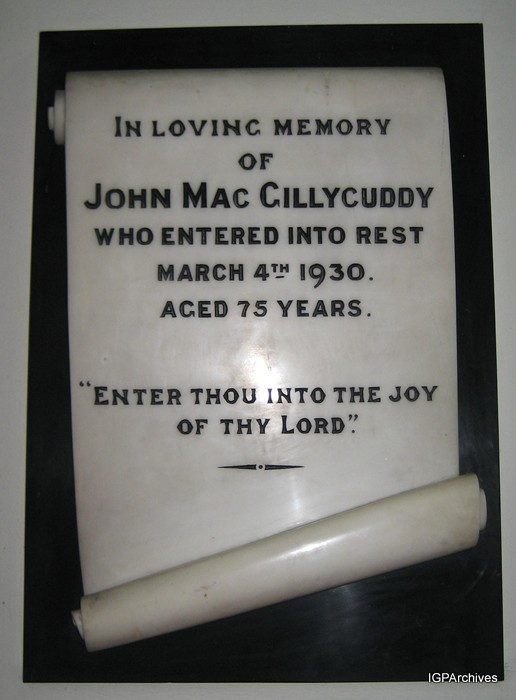 In loving memory
of
John Mac Gillycuddy
who entered into rest
March 4TH 1930.
Aged 75 years.
"Enter thou into the joy
of thy Lord".
IGPArchives